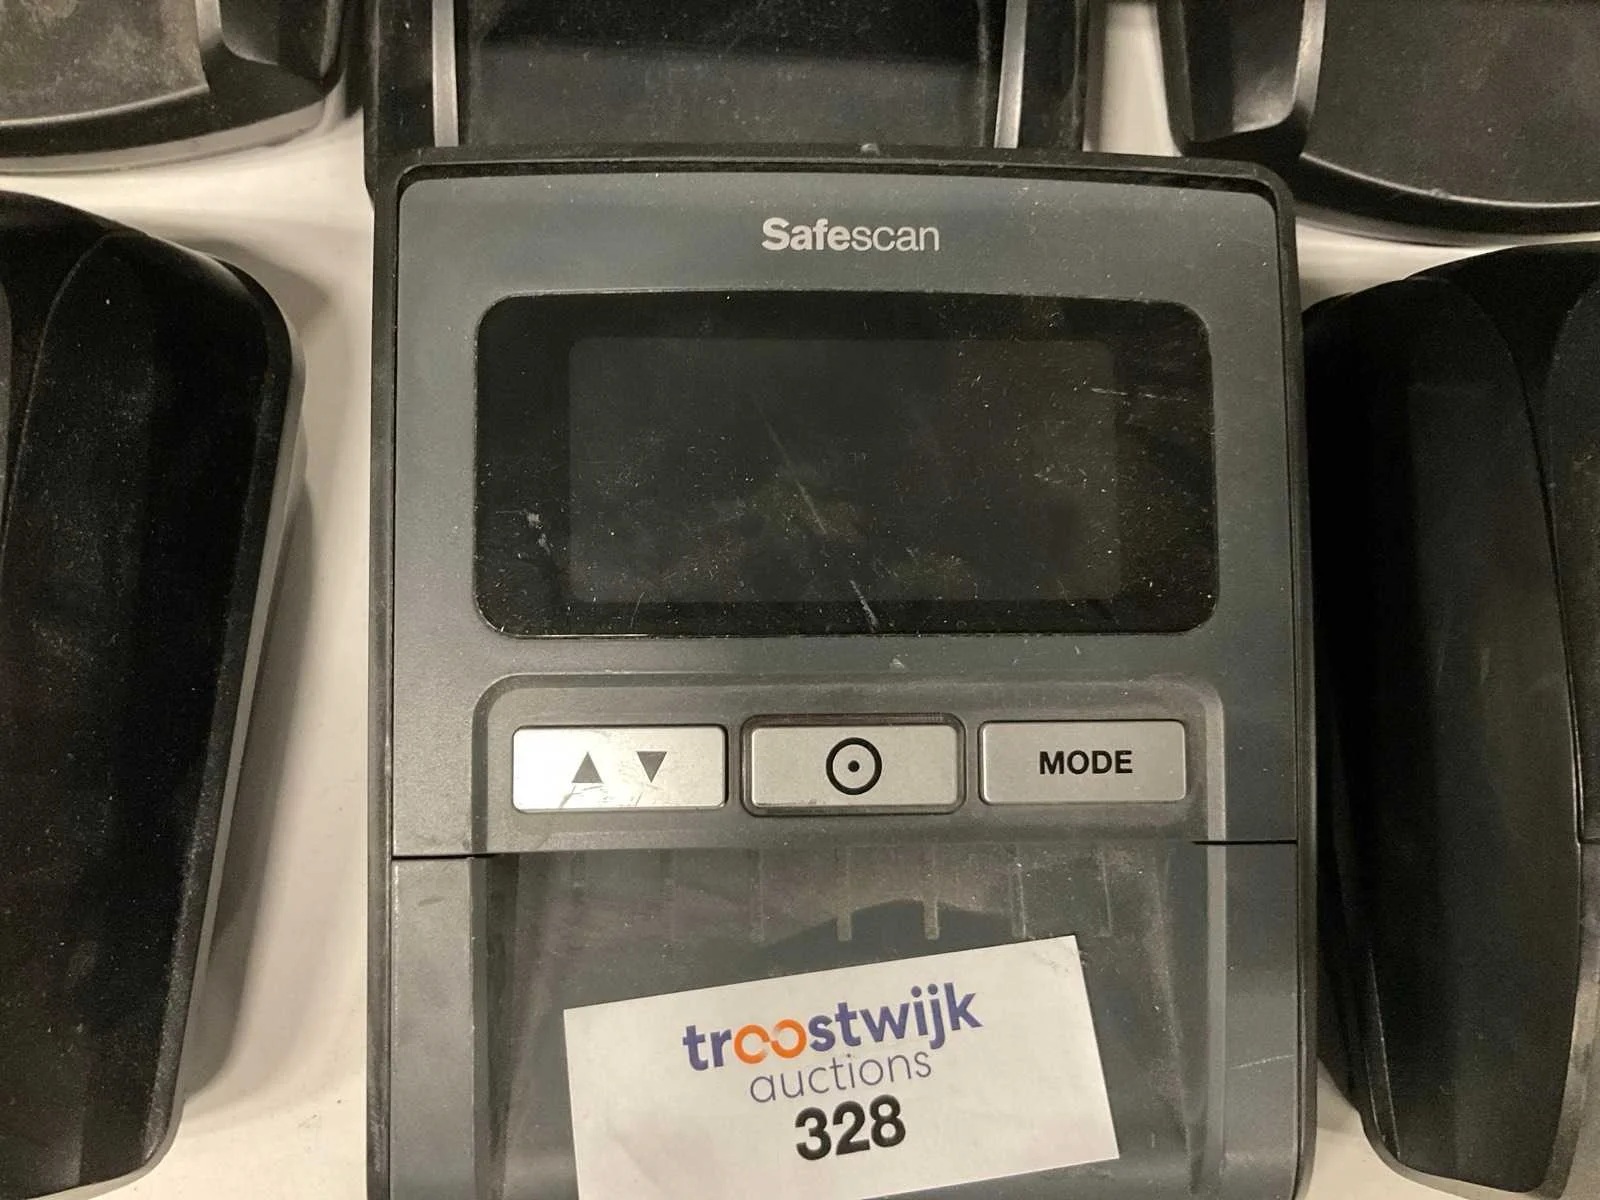 Safescan
▲ ▼
MODE
troostwijk
auctions
328